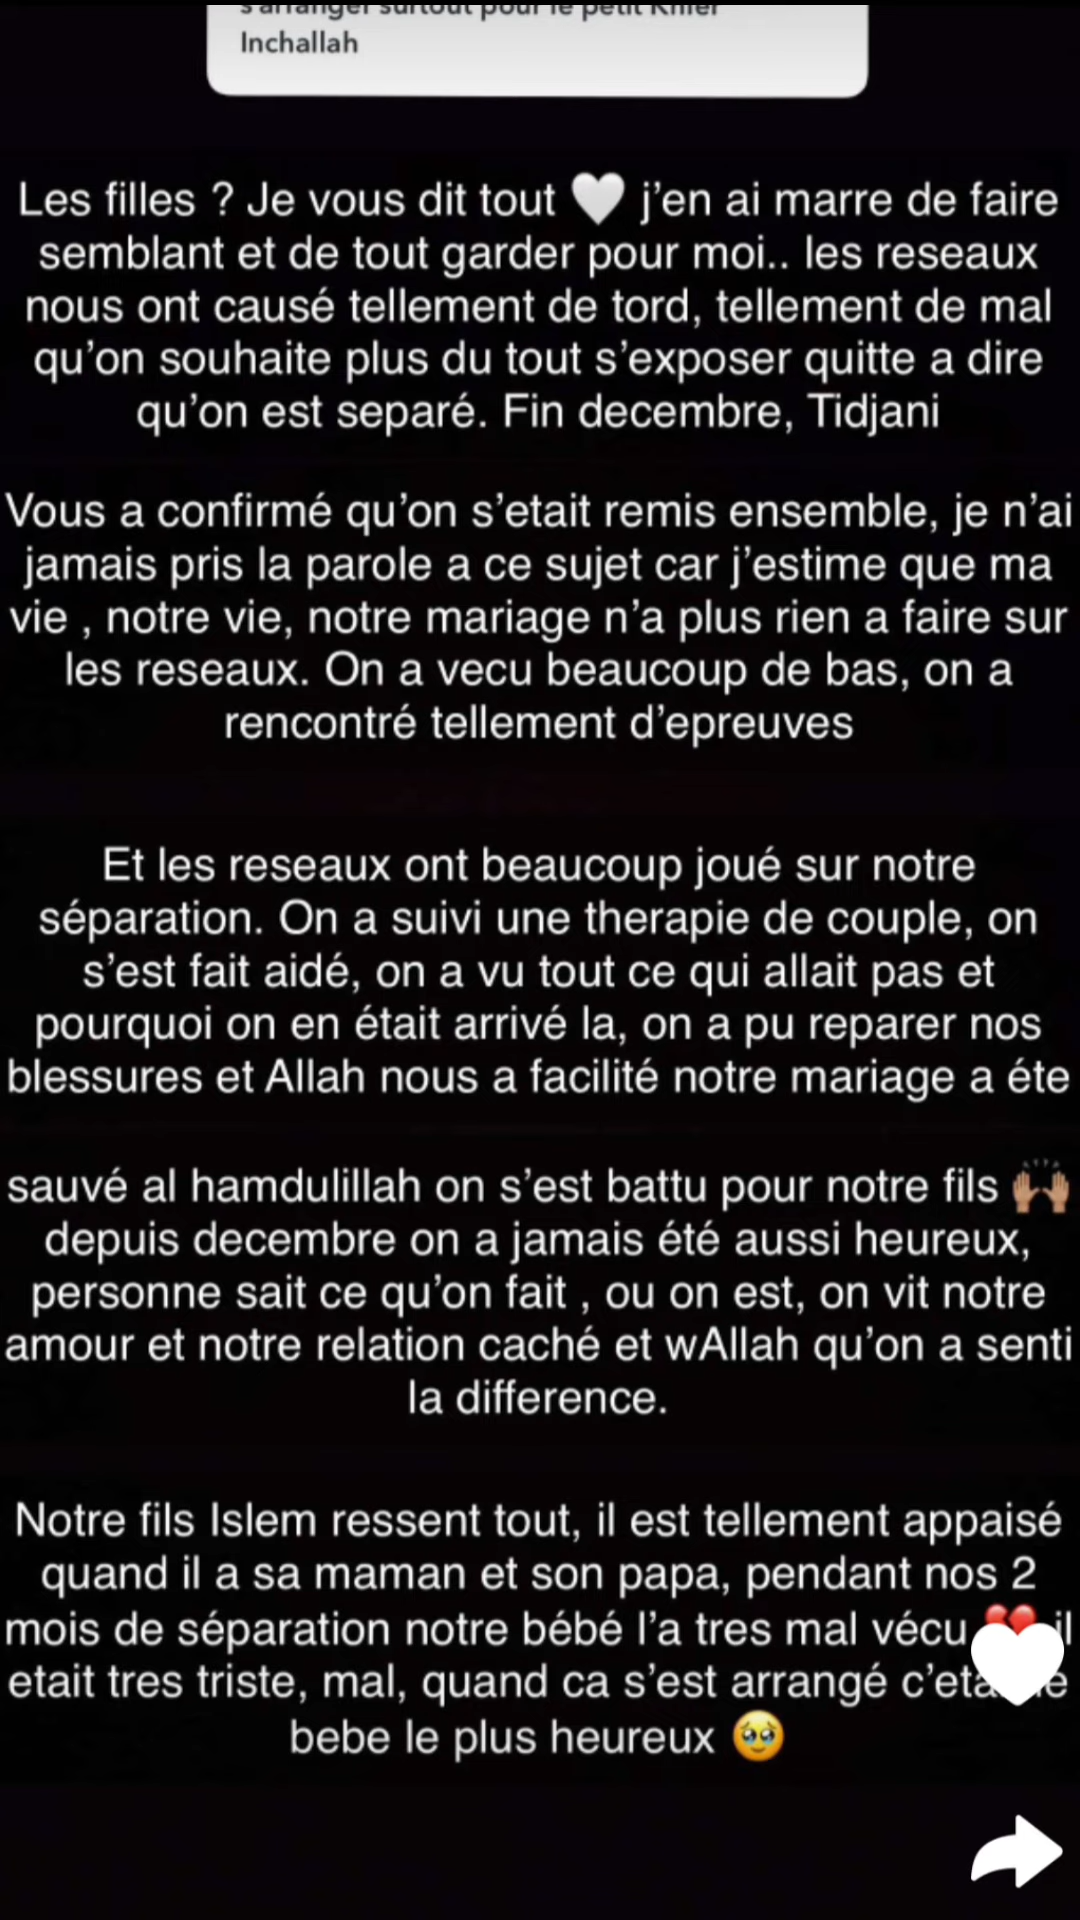 s'arranger surtout pour le petit Khier
Inchallah
Les filles ? Je vous dit tout 🤍 j'en ai marre de faire
semblant et de tout garder pour moi.. les reseaux
nous ont causé tellement de tord, tellement de mal
qu'on souhaite plus du tout s'exposer quitte a dire
qu'on est separé. Fin decembre, Tidjani
Vous a confirmé qu'on s'etait remis ensemble, je n'ai
jamais pris la parole a ce sujet car j'estime que ma
vie , notre vie, notre mariage n'a plus rien a faire sur
les reseaux. On a vecu beaucoup de bas, on a
rencontré tellement d'epreuves
Et les reseaux ont beaucoup joué sur notre
séparation. On a suivi une therapie de couple, on
s'est fait aidé, on a vu tout ce qui allait pas et
pourquoi on en était arrivé la, on a pu reparer nos
blessures et Allah nous a facilité notre mariage a éte
sauvé al hamdulillah on s'est battu pour notre fils 🙌🏽
depuis decembre on a jamais été aussi heureux,
personne sait ce qu'on fait , ou on est, on vit notre
amour et notre relation caché et wAllah qu'on a senti
la difference.
Notre fils Islem ressent tout, il est tellement appaisé
quand il a sa maman et son papa, pendant nos 2
mois de séparation notre bébé l'a tres mal vécu 💔 il
etait tres triste, mal, quand ca s'est arrangé
bebe le plus heureux 🥹